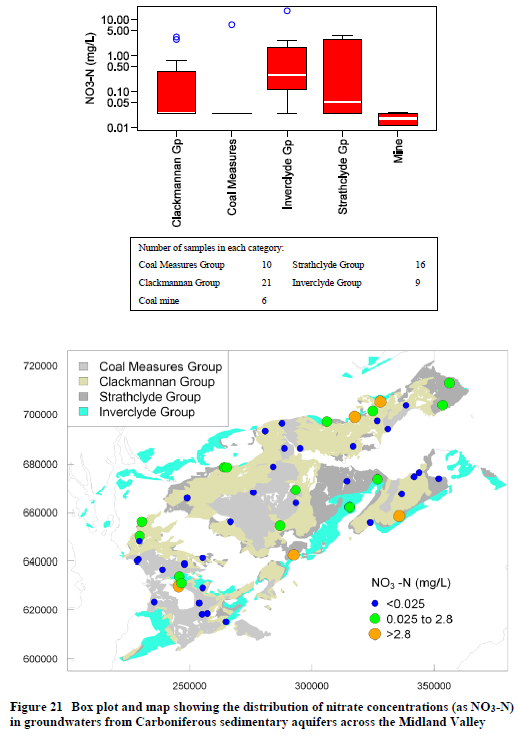 10.00
5.00
1.00
0.50
0.10
0.05
0.01
NO3-N (mg/L)
Clackmannan Gp
Coal Measures
Inverclyde Gp
Strathclyde Gp
Mine
Number of samples in each category:
Coal Measures Group 10 Strathclyde Group 16
Clackmannan Group 21 Inverclyde Group 9
Coal mine 6
Coal Measures Group
Clackmannan Group
Strathclyde Group
Inverclyde Group
720000
700000
680000
660000
640000
620000
600000
NO3 -N (mg/L)
<0.025
0.025 to 2.8
>2.8
250000 300000 350000
Figure 21 Box plot and map showing the distribution of nitrate concentrations (as NO3-N)
in groundwaters from Carboniferous sedimentary aquifers across the Midland Valley